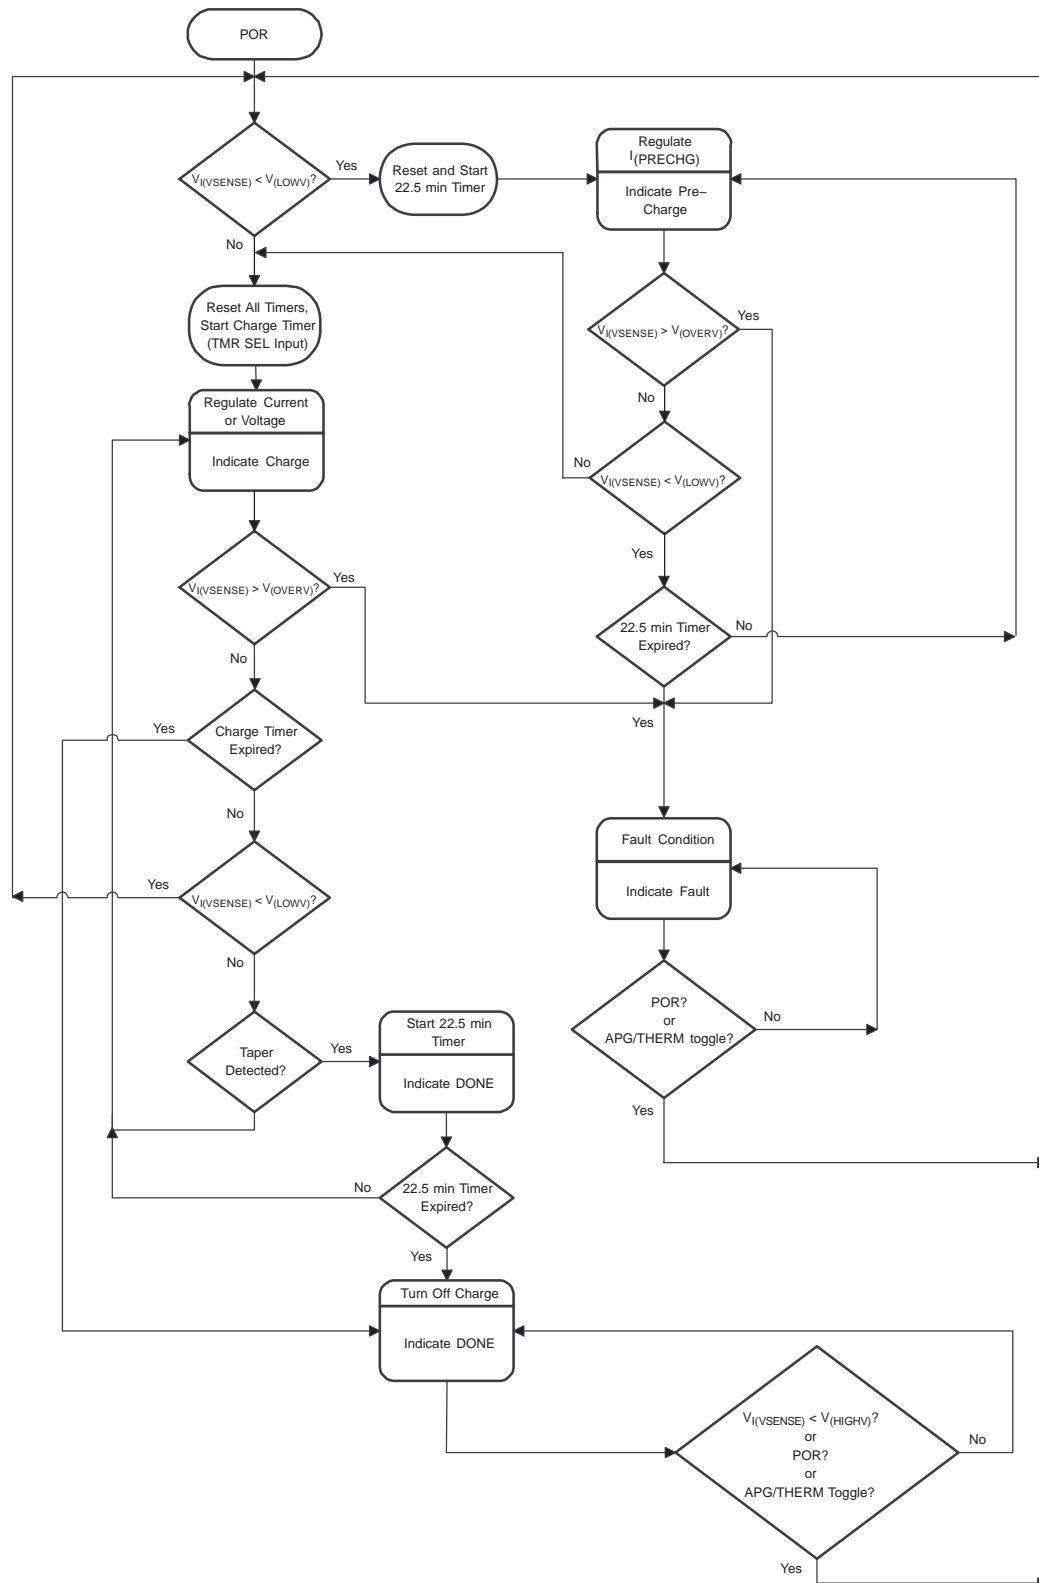 POR
VI(VSENSE) < V(LOWV)?
Yes
No
Reset and Start
22.5 min Timer
Regulate
I(PRECHG)
Indicate Pre–
Charge
VI(VSENSE) > V(OVERV)?
Yes
No
VI(VSENSE) < V(LOWV)?
No
Yes
22.5 min Timer
Expired?
No
Yes
Reset All Timers,
Start Charge Timer
(TMR SEL Input)
Regulate Current
or Voltage
Indicate Charge
VI(VSENSE) > V(OVERV)?
Yes
No
Charge Timer
Expired?
Yes
No
VI(VSENSE) < V(LOWV)?
Yes
No
Taper
Detected?
Yes
Start 22.5 min
Timer
Indicate DONE
22.5 min Timer
Expired?
No
Yes
Fault Condition
Indicate Fault
POR?
or
APG/THERM toggle?
No
Yes
Turn Off Charge
Indicate DONE
VI(VSENSE) < V(HIGHV)?
or
POR?
or
APG/THERM Toggle?
No
Yes